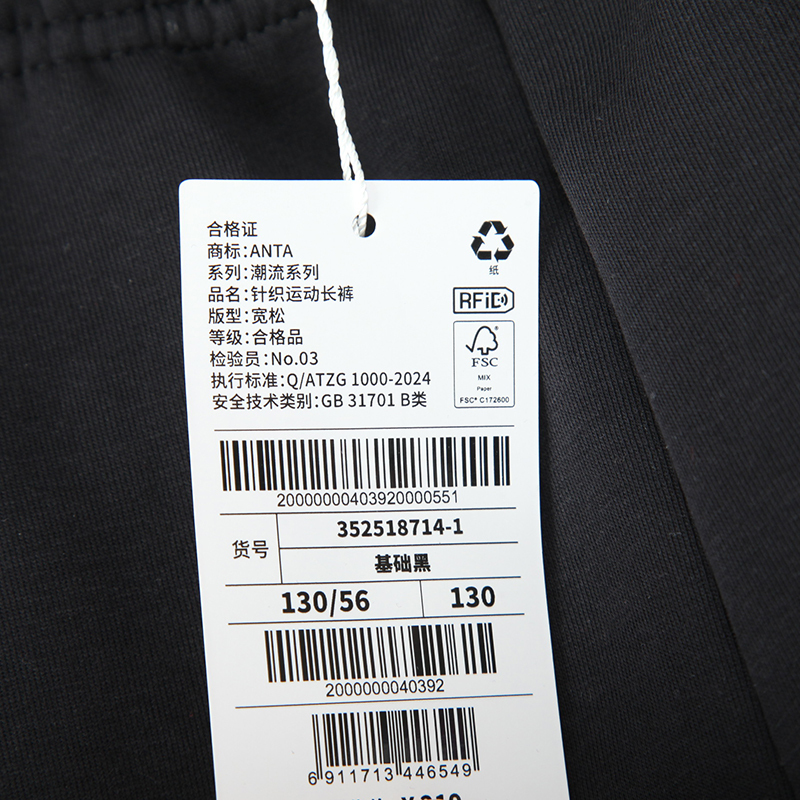 合格证
商标:ANTA
系列:潮流系列
品名:针织运动长裤
版型:宽松
等级:合格品
检验员:No.03
执行标准:Q/ATZG 1000-2024
安全技术类别:GB 31701 B类
纸
RFiD
FSC
MIX
Paper
FSC® C172600
20000000403920000551
货号
352518714-1
基础黑
130/56
130
2000000040392
6 911713 446549